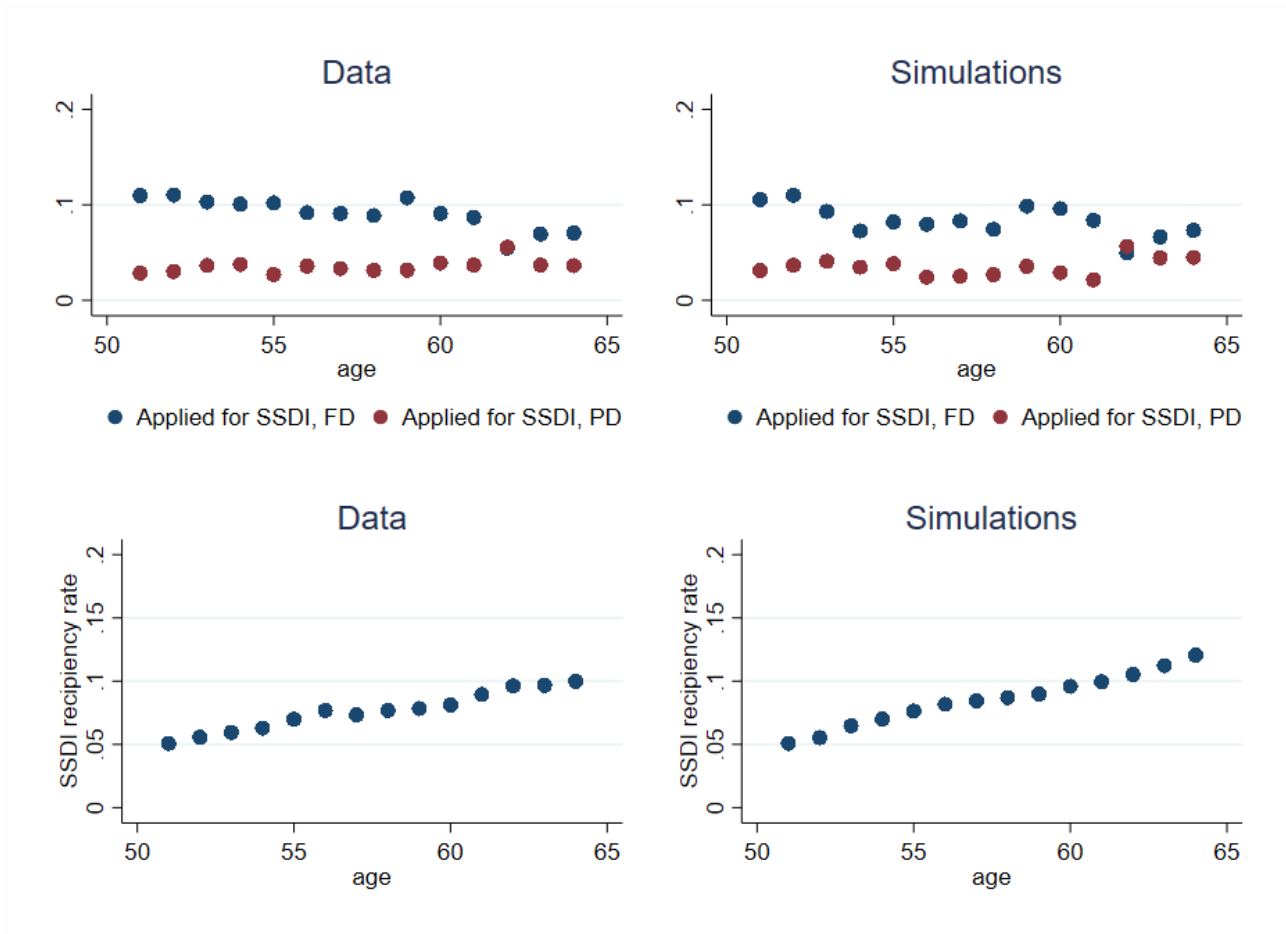 Data
.2
.1
0
50 55 60 65
age
Applied for SSDI, FD Applied for SSDI, PD
Simulations
.2
.1
0
50 55 60 65
age
Applied for SSDI, FD Applied for SSDI, PD
Data
SSDI recipiency rate
.2
.15
.1
.05
0
50 55 60 65
age
Simulations
SSDI recipiency rate
.2
.15
.1
.05
0
50 55 60 65
age